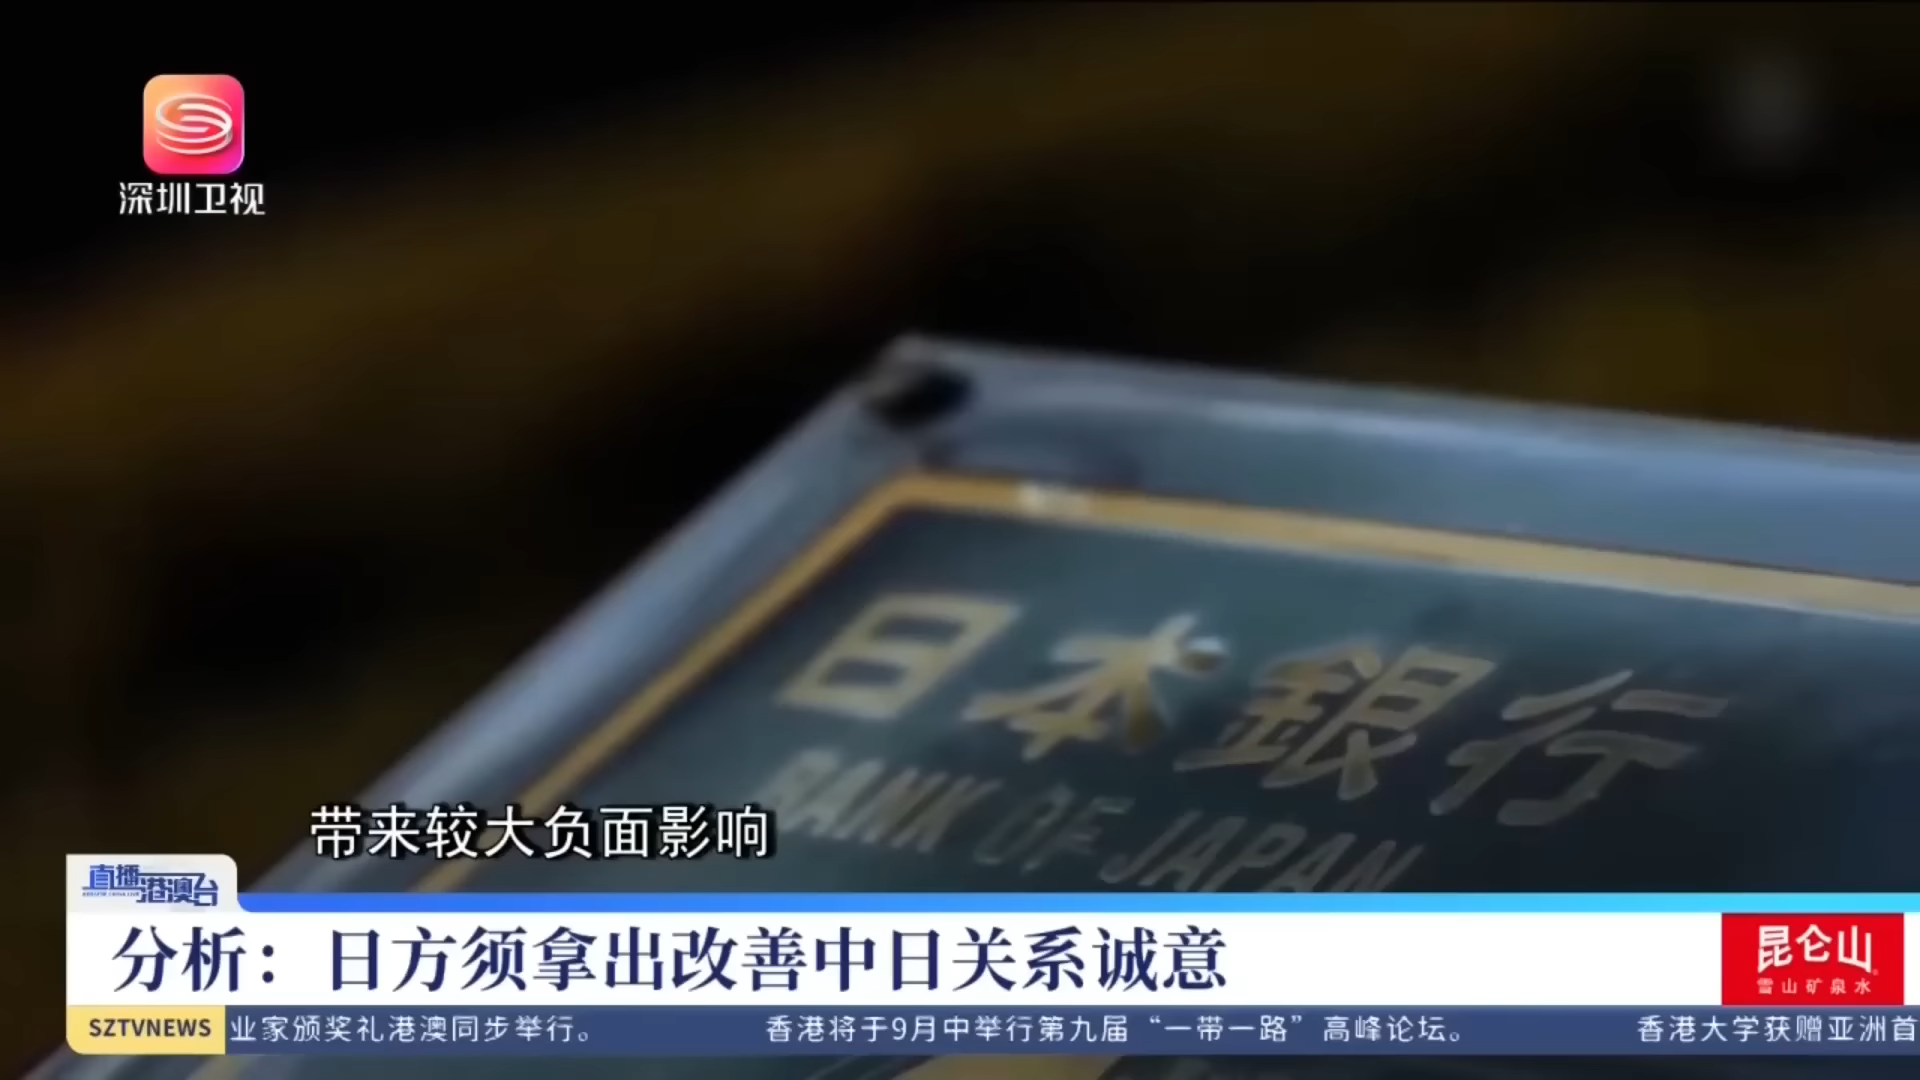 深圳卫视
日本銀行
BANK OF JAPAN
带来较大负面影响
直播港澳台
分析：日方须拿出改善中日关系诚意
昆仑山
雪山矿泉水
SZTVNEWS
业家颁奖礼港澳同步举行。 香港将于9月中举行第九届“一带一路”高峰论坛。 香港大学获赠亚洲首